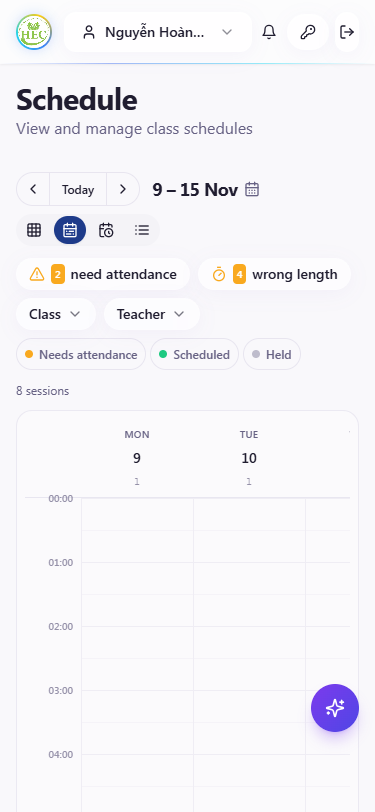 HEC
Nguyễn Hoàn...
Schedule
View and manage class schedules
Today
9 – 15 Nov
2 need attendance
4 wrong length
Class
Teacher
Needs attendance
Scheduled
Held
8 sessions
MON
TUE
9
10
1
1
00:00
01:00
02:00
03:00
04:00